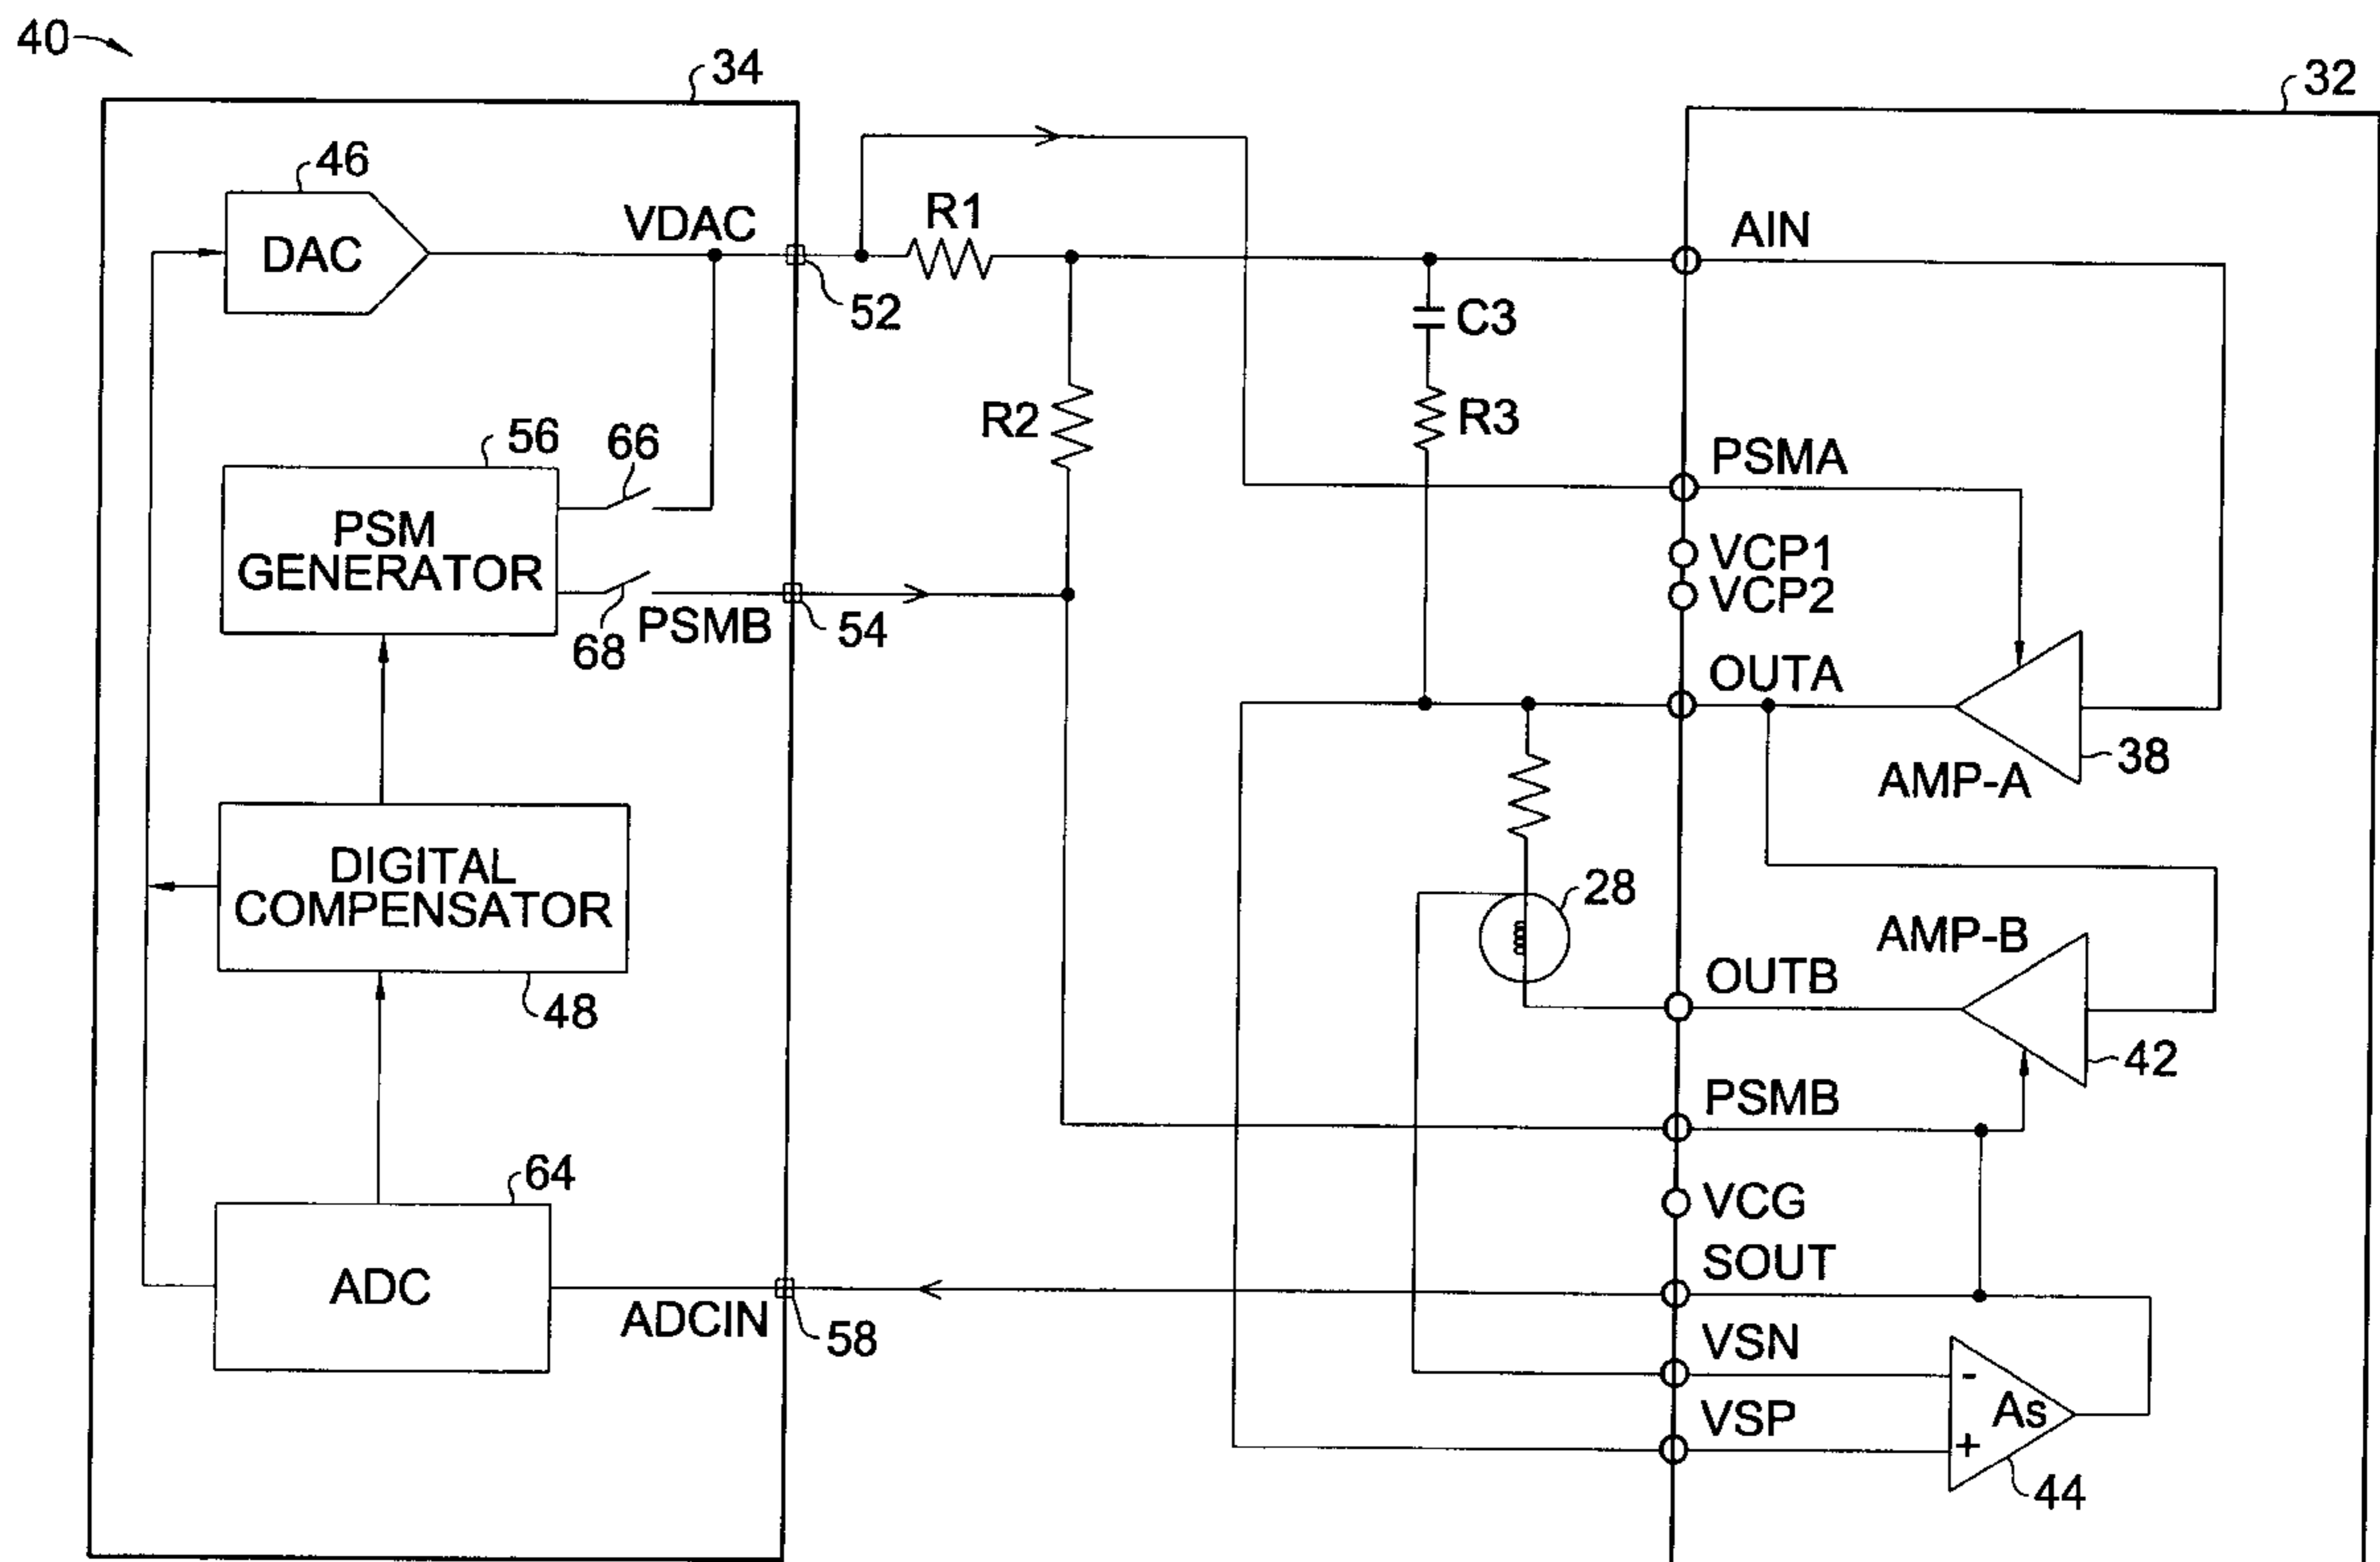 40
34
32
46
DAC
VDAC
52
R1
AIN
C3
R3
R2
56
66
PSM
GENERATOR
68
PSMB
54
PSMA
VCP1
VCP2
OUTA
38
AMP-A
DIGITAL
COMPENSATOR
48
28
AMP-B
OUTB
42
PSMB
VCG
64
ADC
ADCIN
58
SOUT
VSN
VSP
-
+
As
44